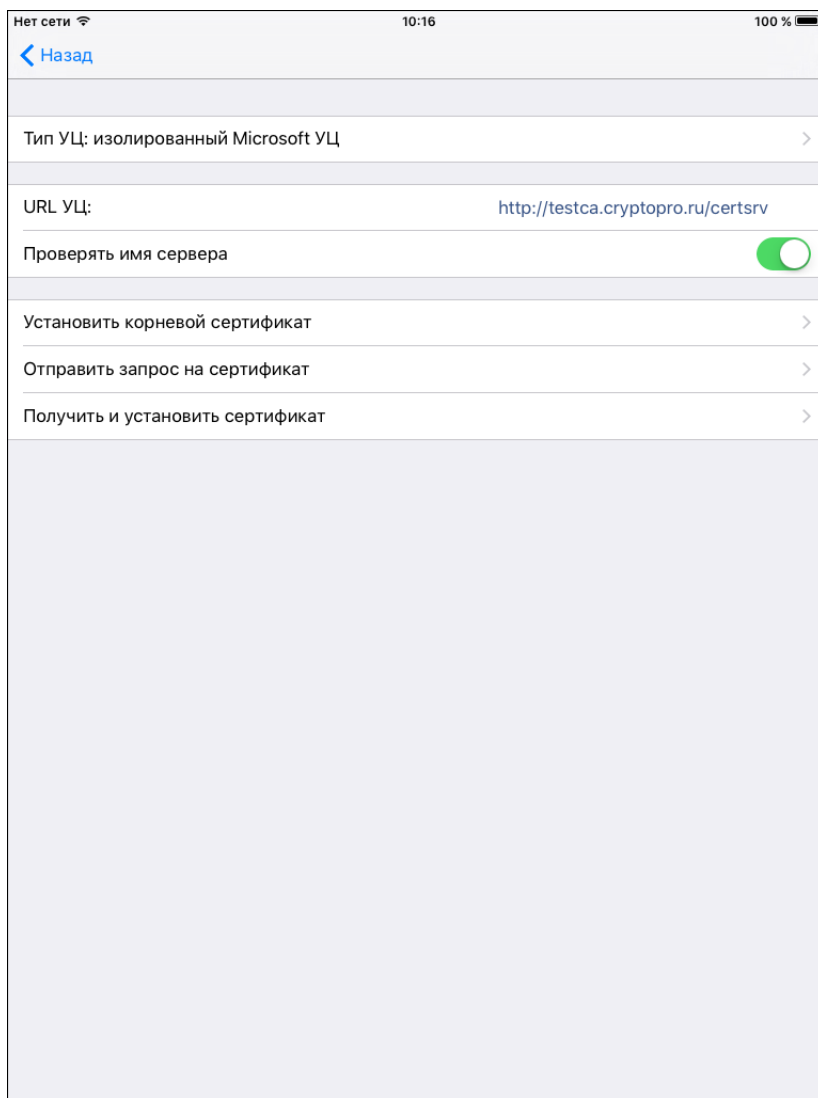 Нет сети 10:16 100 %
Назад
Тип УЦ: изолированный Microsoft УЦ
URL УЦ: http://testca.cryptopro.ru/certsrv
Проверять имя сервера
Установить корневой сертификат
Отправить запрос на сертификат
Получить и установить сертификат